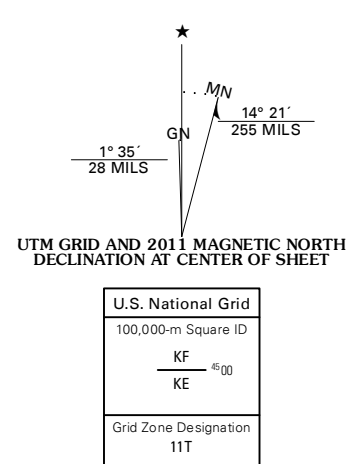 ★
MN
GN
14° 21´
255 MILS
1° 35´
28 MILS
UTM GRID AND 2011 MAGNETIC NORTH
DECLINATION AT CENTER OF SHEET
U.S. National Grid
100,000-m Square ID
KF
4500
KE
Grid Zone Designation
11T